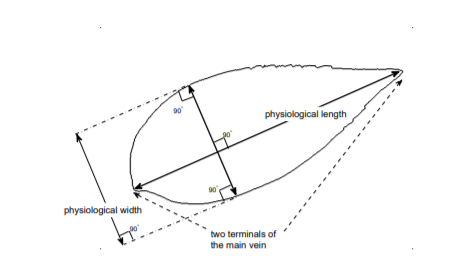 90°
physiological length
90°
90°
physiological width
90°
two terminals of
the main vein